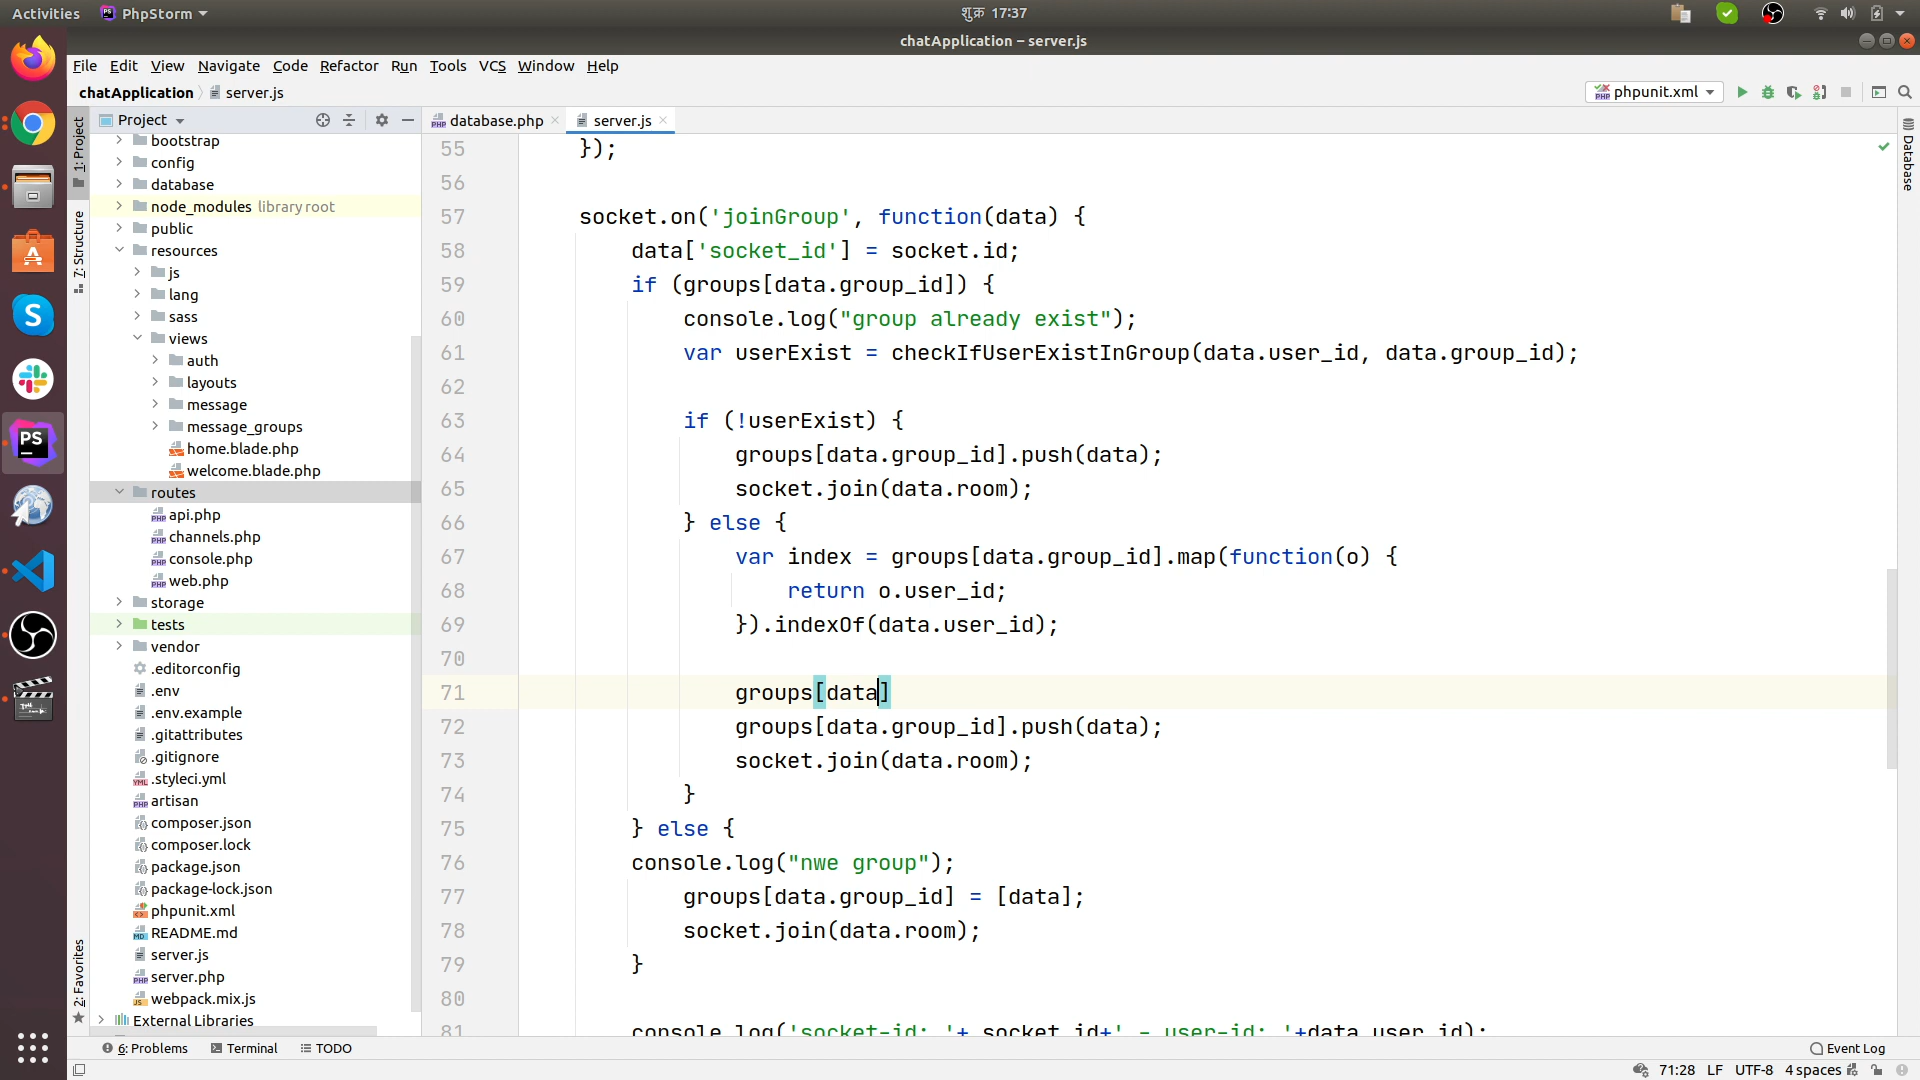 Activities
PhpStorm
शुक्र 17:37
chatApplication – server.js
File Edit View Navigate Code Refactor Run Tools VCS Window Help
chatApplication
server.js
phpunit.xml
Project
database.php
server.js
1: Project
7: Structure
2: Favorites
Database
bootstrap
config
database
node_modules library root
public
resources
js
lang
sass
views
auth
layouts
message
message_groups
home.blade.php
welcome.blade.php
routes
api.php
channels.php
console.php
web.php
storage
tests
vendor
.editorconfig
.env
.env.example
.gitattributes
.gitignore
.styleci.yml
artisan
composer.json
composer.lock
package.json
package-lock.json
phpunit.xml
README.md
server.js
server.php
webpack.mix.js
External Libraries
55 });
56
57 socket.on('joinGroup', function(data) {
58 data['socket_id'] = socket.id;
59 if (groups[data.group_id]) {
60 console.log("group already exist");
61 var userExist = checkIfUserExistInGroup(data.user_id, data.group_id);
62
63 if (!userExist) {
64 groups[data.group_id].push(data);
65 socket.join(data.room);
66 } else {
67 var index = groups[data.group_id].map(function(o) {
68 return o.user_id;
69 }).indexOf(data.user_id);
70
71 groups[data]
72 groups[data.group_id].push(data);
73 socket.join(data.room);
74 }
75 } else {
76 console.log("nwe group");
77 groups[data.group_id] = [data];
78 socket.join(data.room);
79 }
80
81 console.log('socket-id: '+ socket.id+' - user-id: '+data.user_id);
6: Problems
Terminal
TODO
Event Log
71:28 LF UTF-8 4 spaces